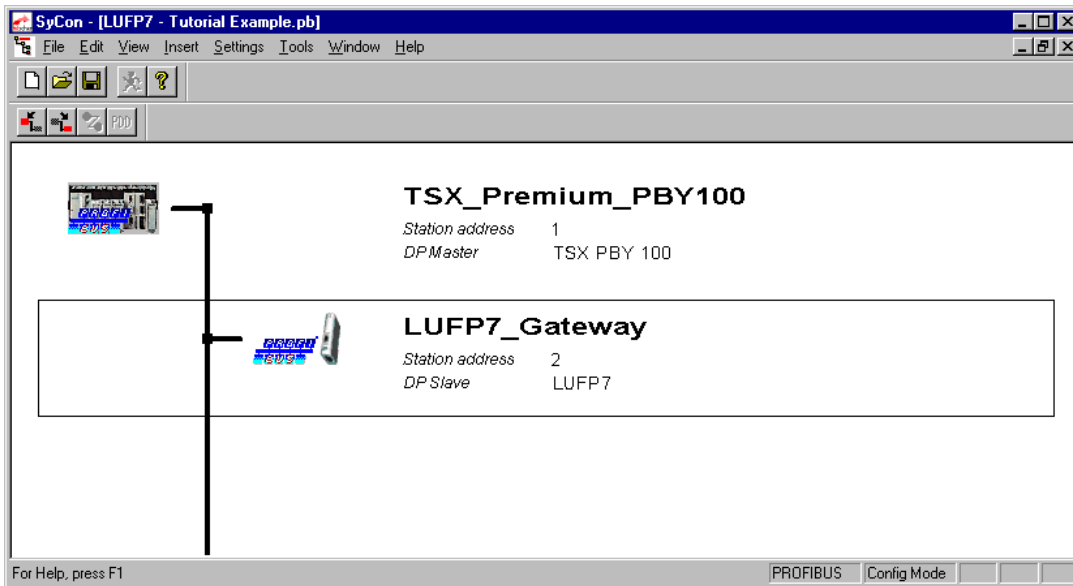 SyCon - [LUFP7 - Tutorial Example.pb]
File Edit View Insert Settings Tools Window Help
PDD
TSX_Premium_PBY100
Station address 1
DP Master TSX PBY 100
LUFP7_Gateway
Station address 2
DP Slave LUFP7
For Help, press F1
PROFIBUS Config Mode